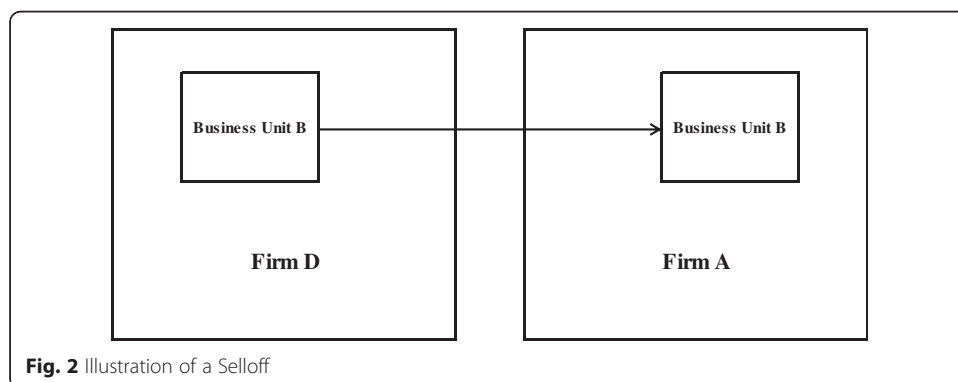 Business Unit B
Business Unit B
Firm D
Firm A
Fig. 2 Illustration of a Selloff